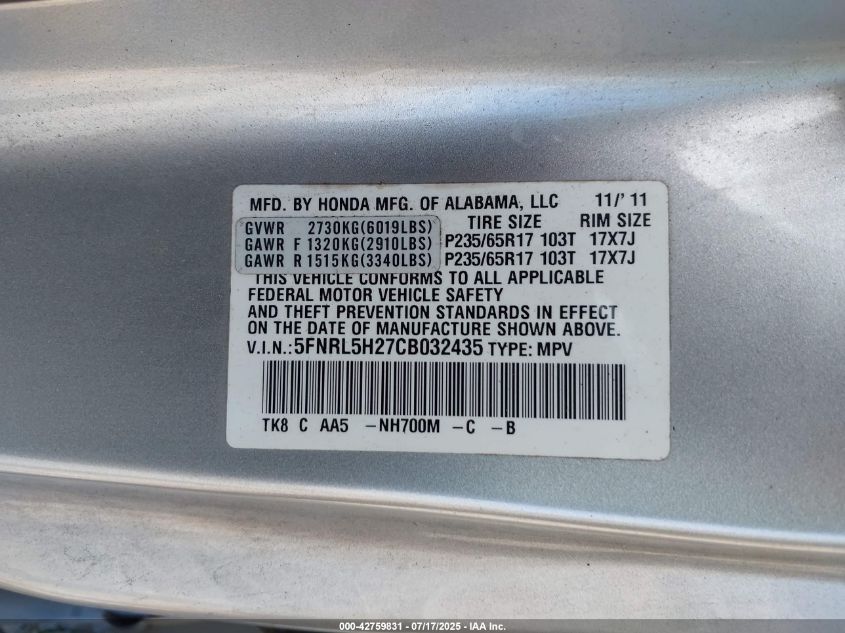 MFD. BY HONDA MFG. OF ALABAMA, LLC 11/'11
TIRE SIZE RIM SIZE
GVWR 2730KG(6019LBS)
GAWR F 1320KG(2910LBS) P235/65R17 103T 17X7J
GAWR R 1515KG(3340LBS) P235/65R17 103T 17X7J
THIS VEHICLE CONFORMS TO ALL APPLICABLE
FEDERAL MOTOR VEHICLE SAFETY
AND THEFT PREVENTION STANDARDS IN EFFECT
ON THE DATE OF MANUFACTURE SHOWN ABOVE.
V.I.N.:5FNRL5H27CB032435 TYPE: MPV
TK8 C AA5 -NH700M -C -B
000-42759831 - 07/17/2025 - IAA Inc.